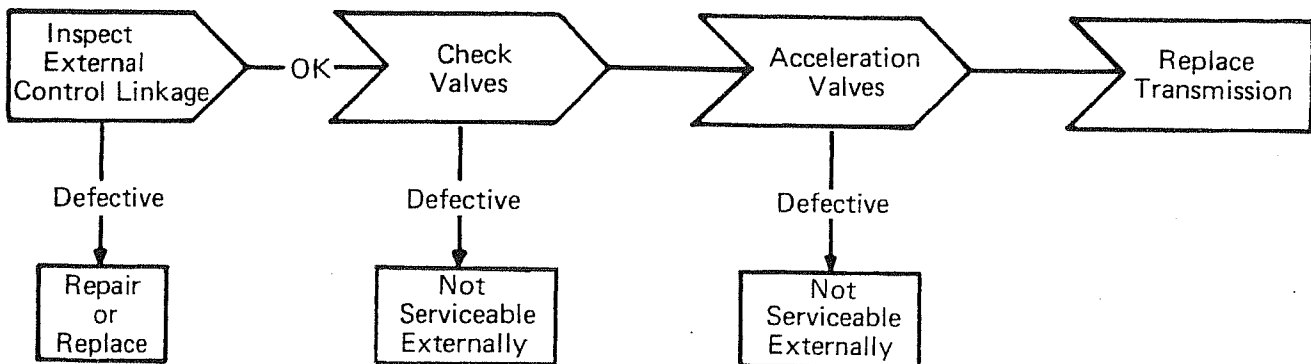 Inspect
External
Control Linkage
OK
Check
Valves
Acceleration
Valves
Replace
Transmission
Defective
Defective
Defective
Repair
or
Replace
Not
Serviceable
Externally
Not
Serviceable
Externally